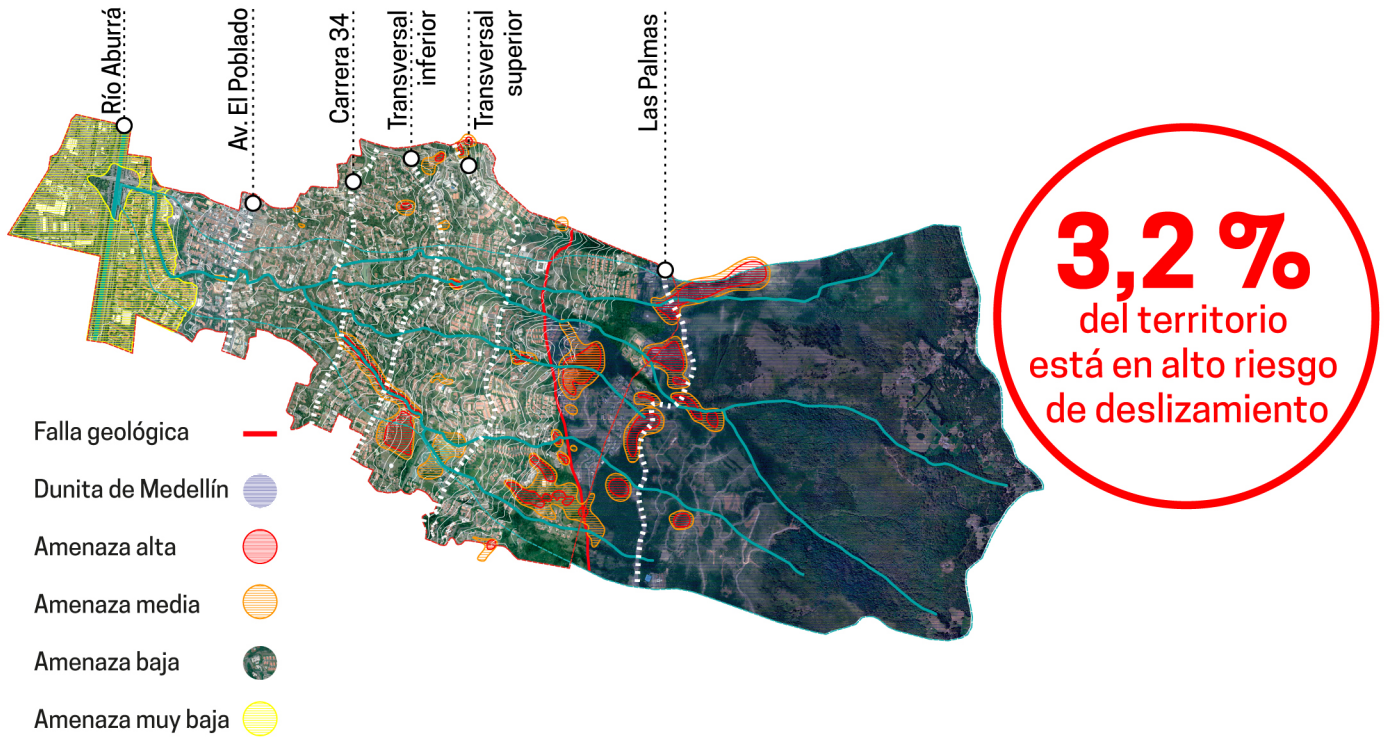 Río Aburrá
Av. El Poblado
Carrera 34
Transversal
inferior
Transversal
superior
Las Palmas
3,2 %
del territorio
está en alto riesgo
de deslizamiento
Falla geológica
Dunita de Medellín
Amenaza alta
Amenaza media
Amenaza baja
Amenaza muy baja